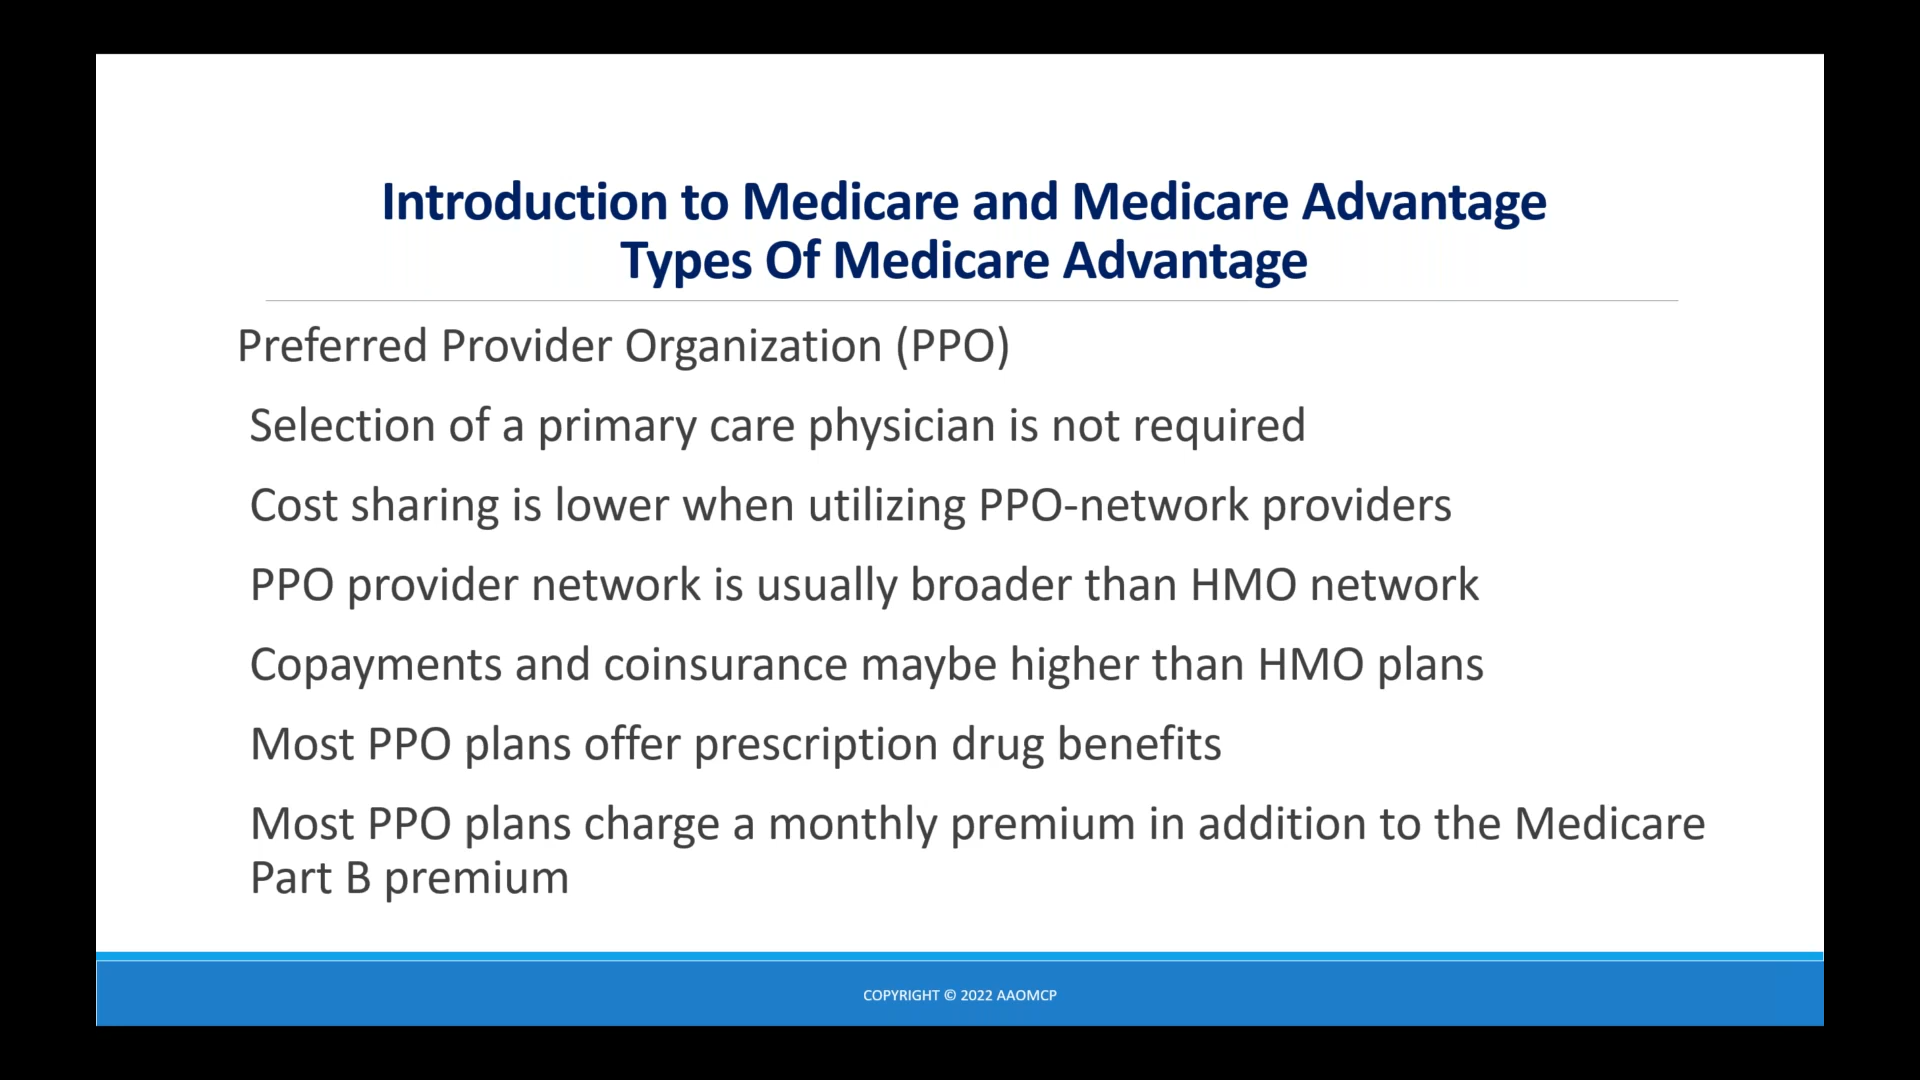 Introduction to Medicare and Medicare Advantage
Types Of Medicare Advantage
Preferred Provider Organization (PPO)
Selection of a primary care physician is not required
Cost sharing is lower when utilizing PPO-network providers
PPO provider network is usually broader than HMO network
Copayments and coinsurance maybe higher than HMO plans
Most PPO plans offer prescription drug benefits
Most PPO plans charge a monthly premium in addition to the Medicare
Part B premium
COPYRIGHT © 2022 AAOMCP